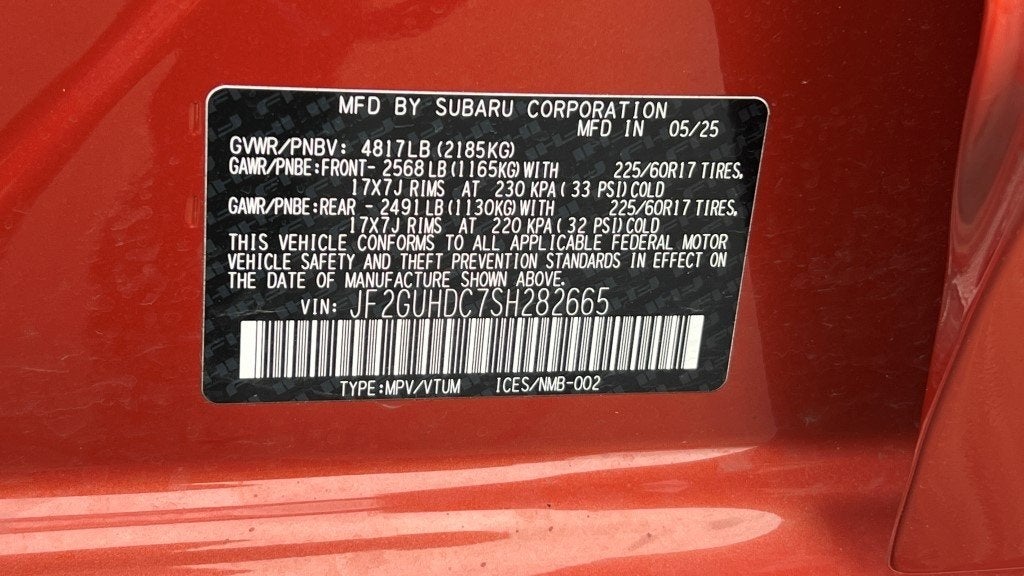 MFD BY SUBARU CORPORATION
MFD IN 05/25
GVWR/PNBV: 4817LB (2185KG)
GAWR/PNBE:FRONT- 2568 LB (1165KG) WITH 225/60R17 TIRES,
17X7J RIMS AT 230 KPA ( 33 PSI) COLD
GAWR/PNBE:REAR - 2491 LB (1130KG) WITH 225/60R17 TIRES,
17X7J RIMS AT 220 KPA ( 32 PSI) COLD
THIS VEHICLE CONFORMS TO ALL APPLICABLE FEDERAL MOTOR
VEHICLE SAFETY AND THEFT PREVENTION STANDARDS IN EFFECT ON
THE DATE OF MANUFACTURE SHOWN ABOVE.
VIN: JF2GUHDC7SH282665
TYPE:MPV/VTUM ICES/NMB-002